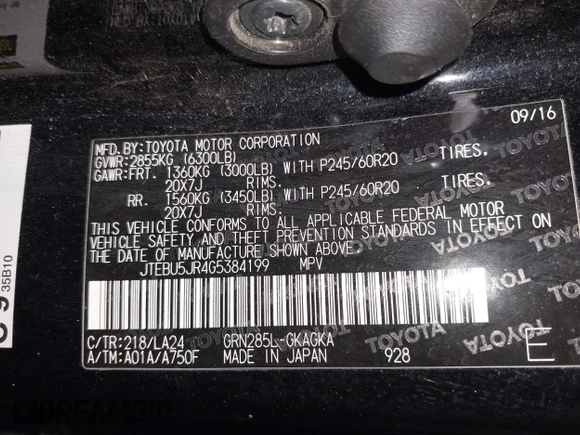 09/16
MFD.BY:TOYOTA MOTOR CORPORATION
GVWR:2855KG (6300LB)
GAWR:FRT. 1360KG (3000LB) WITH P245/60R20 TIRES.
20X7J RIMS.
RR. 1560KG (3450LB) WITH P245/60R20 TIRES.
20X7J RIMS.
THIS VEHICLE CONFORMS TO ALL APPLICABLE FEDERAL MOTOR
VEHICLE SAFETY AND THEFT PREVENTION STANDARDS IN EFFECT ON
THE DATE OF MANUFACTURE SHOWN ABOVE.
JTEBU5JR4G5384199 MPV
C/TR:218/LA24 GRN285L-GKAGKA
A/TM:A01A/A750F MADE IN JAPAN 928 E
35B10
TOYOTA